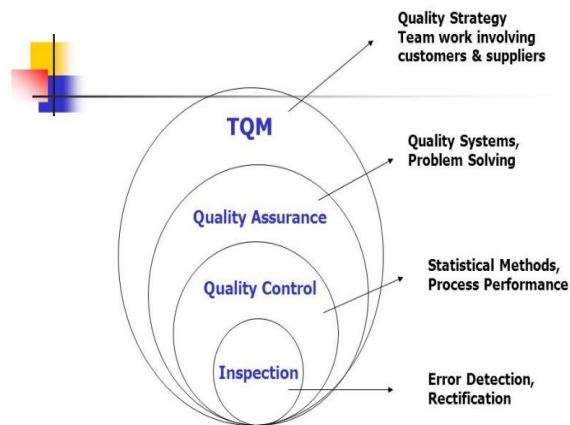 Quality Strategy
Team work involving
customers & suppliers
TQM
Quality Systems,
Problem Solving
Quality Assurance
Statistical Methods,
Process Performance
Quality Control
Inspection
Error Detection,
Rectification